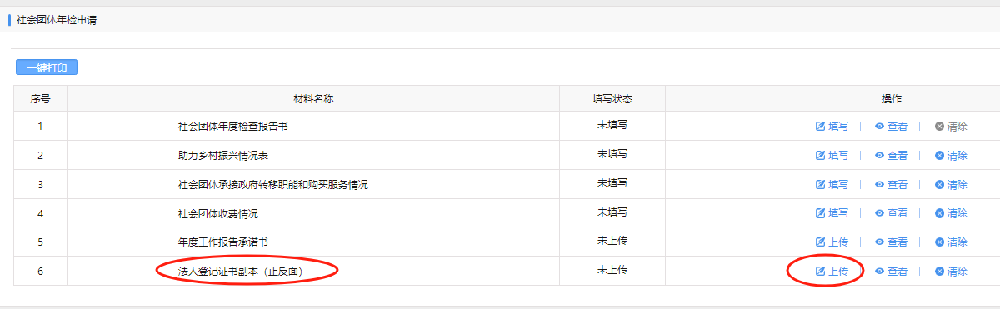 社会团体年检申请
一键打印
序号 材料名称 填写状态 操作
1 社会团体年度检查报告书 未填写 填写 | 查看 | 清除
2 助力乡村振兴情况表 未填写 填写 | 查看 | 清除
3 社会团体承接政府转移职能和购买服务情况 未填写 填写 | 查看 | 清除
4 社会团体收费情况 未填写 填写 | 查看 | 清除
5 年度工作报告承诺书 未上传 上传 | 查看 | 清除
6 法人登记证书副本（正反面） 未上传 上传 | 查看 | 清除